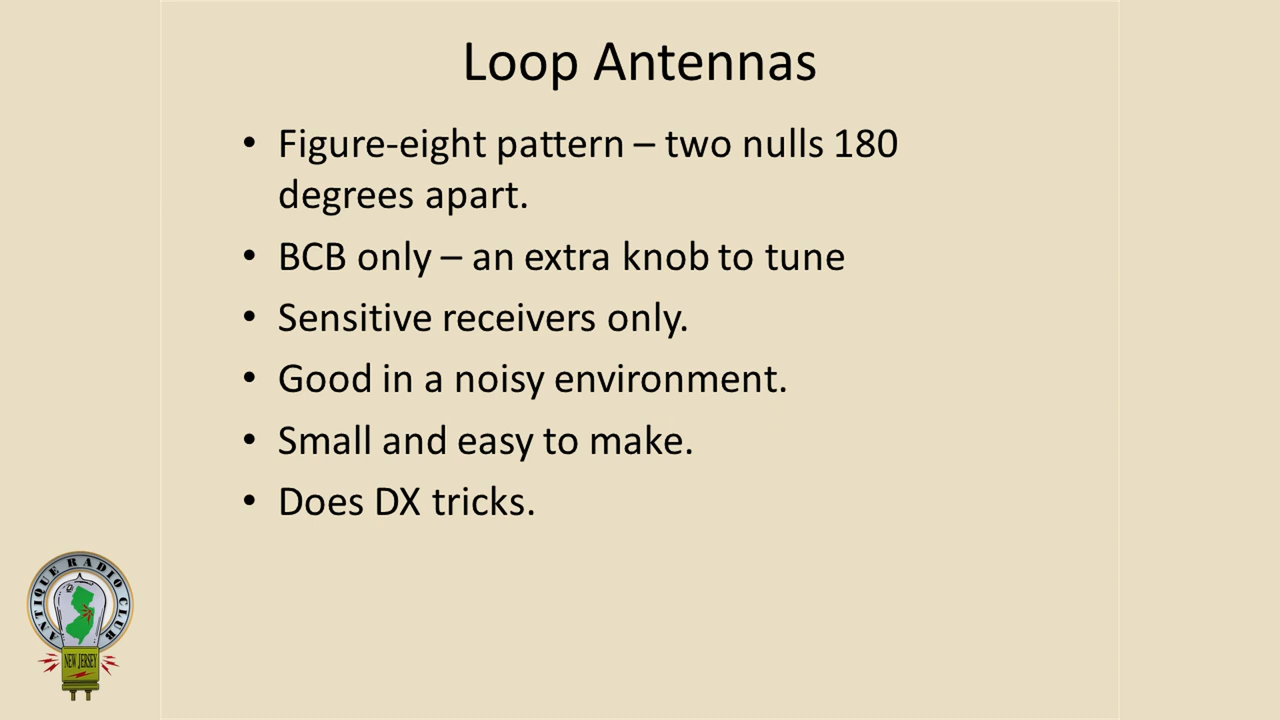 Loop Antennas
• Figure-eight pattern – two nulls 180
degrees apart.
• BCB only – an extra knob to tune
• Sensitive receivers only.
• Good in a noisy environment.
• Small and easy to make.
• Does DX tricks.
ANTIQUE RADIO CLUB
NEW JERSEY